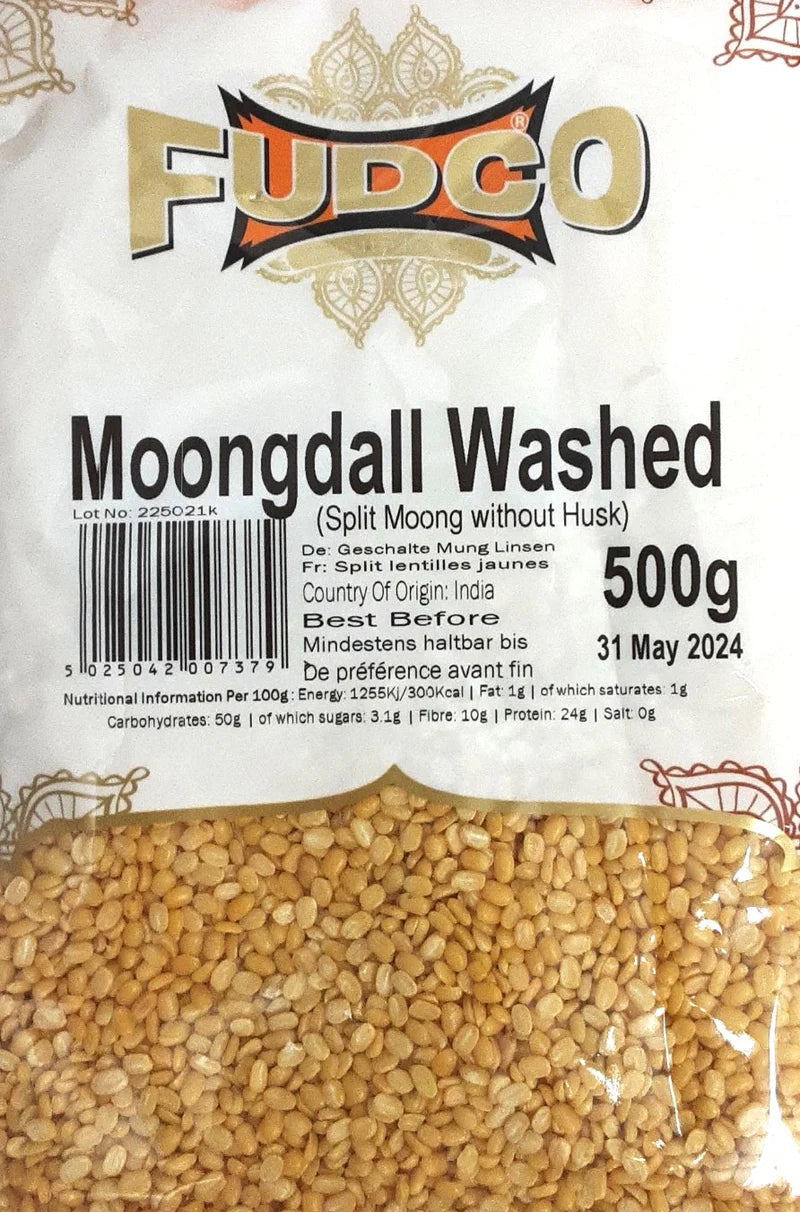 FUDCO®
Moongdall Washed
Lot No: 225021k
(Split Moong without Husk)
De: Geschalte Mung Linsen
Fr: Split lentilles jaunes
500g
Country Of Origin: India
Best Before
Mindestens haltbar bis
31 May 2024
De préférence avant fin
5 025042 007379
Nutritional Information Per 100g: Energy: 1255Kj/300Kcal | Fat: 1g | of which saturates: 1g
Carbohydrates: 50g | of which sugars: 3.1g | Fibre: 10g | Protein: 24g | Salt: 0g